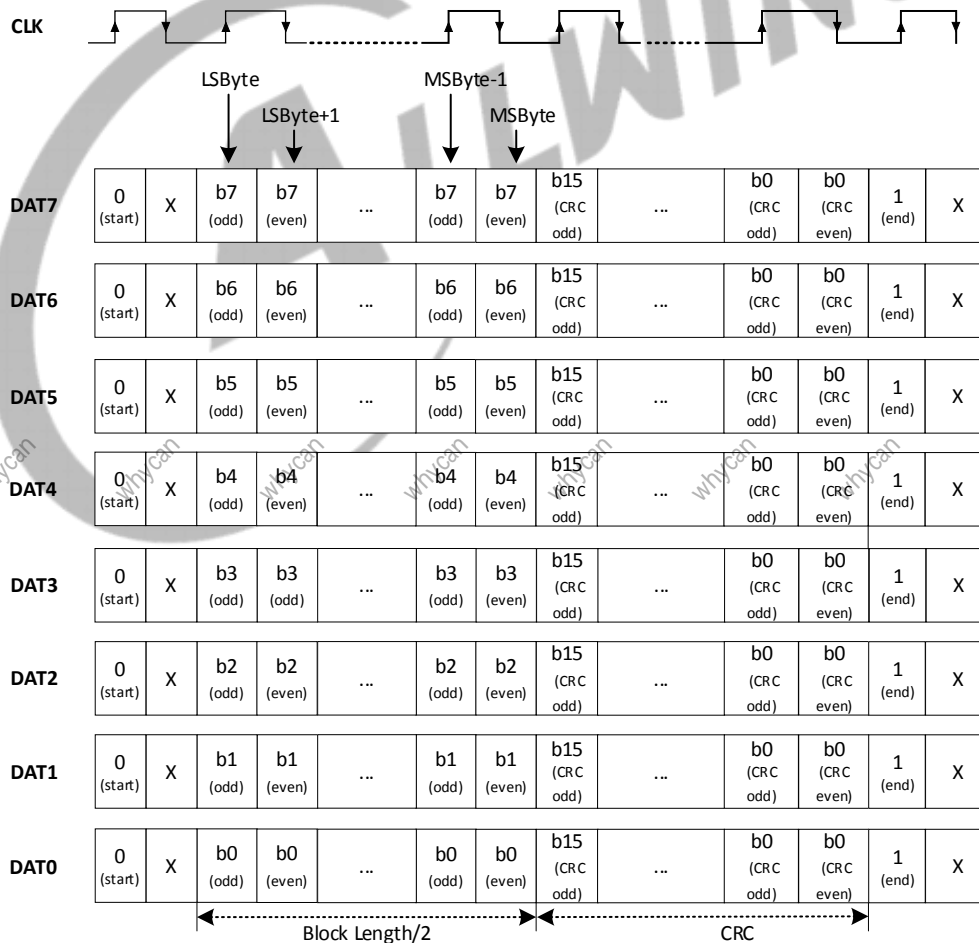 CLK
LSByte
MSByte-1
LSByte+1
MSByte
DAT7 0 (start) X b7 (odd) b7 (even) ... b7 (odd) b7 (even) b15 (CRC odd) ... b0 (CRC odd) b0 (CRC even) 1 (end) X
DAT6 0 (start) X b6 (odd) b6 (even) ... b6 (odd) b6 (even) b15 (CRC odd) ... b0 (CRC odd) b0 (CRC even) 1 (end) X
DAT5 0 (start) X b5 (odd) b5 (even) ... b5 (odd) b5 (even) b15 (CRC odd) ... b0 (CRC odd) b0 (CRC even) 1 (end) X
whycan whycan whycan whycan whycan whycan
DAT4 0 (start) X b4 (odd) b4 (even) ... b4 (odd) b4 (even) b15 (CRC odd) ... b0 (CRC odd) b0 (CRC even) 1 (end) X
DAT3 0 (start) X b3 (odd) b3 (odd) ... b3 (odd) b3 (even) b15 (CRC odd) ... b0 (CRC odd) b0 (CRC even) 1 (end) X
DAT2 0 (start) X b2 (odd) b2 (even) ... b2 (odd) b2 (even) b15 (CRC odd) ... b0 (CRC odd) b0 (CRC even) 1 (end) X
DAT1 0 (start) X b1 (odd) b1 (even) ... b1 (odd) b1 (even) b15 (CRC odd) ... b0 (CRC odd) b0 (CRC even) 1 (end) X
DAT0 0 (start) X b0 (odd) b0 (even) ... b0 (odd) b0 (even) b15 (CRC odd) ... b0 (CRC odd) b0 (CRC even) 1 (end) X
Block Length/2 CRC